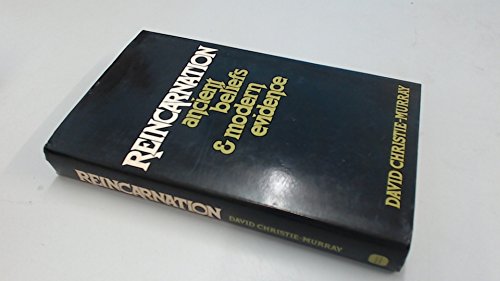 REINCARNATION
ancient
beliefs
& modern
evidence
DAVID CHRISTIE-MURRAY
REINCARNATION
DAVID CHRISTIE-MURRAY